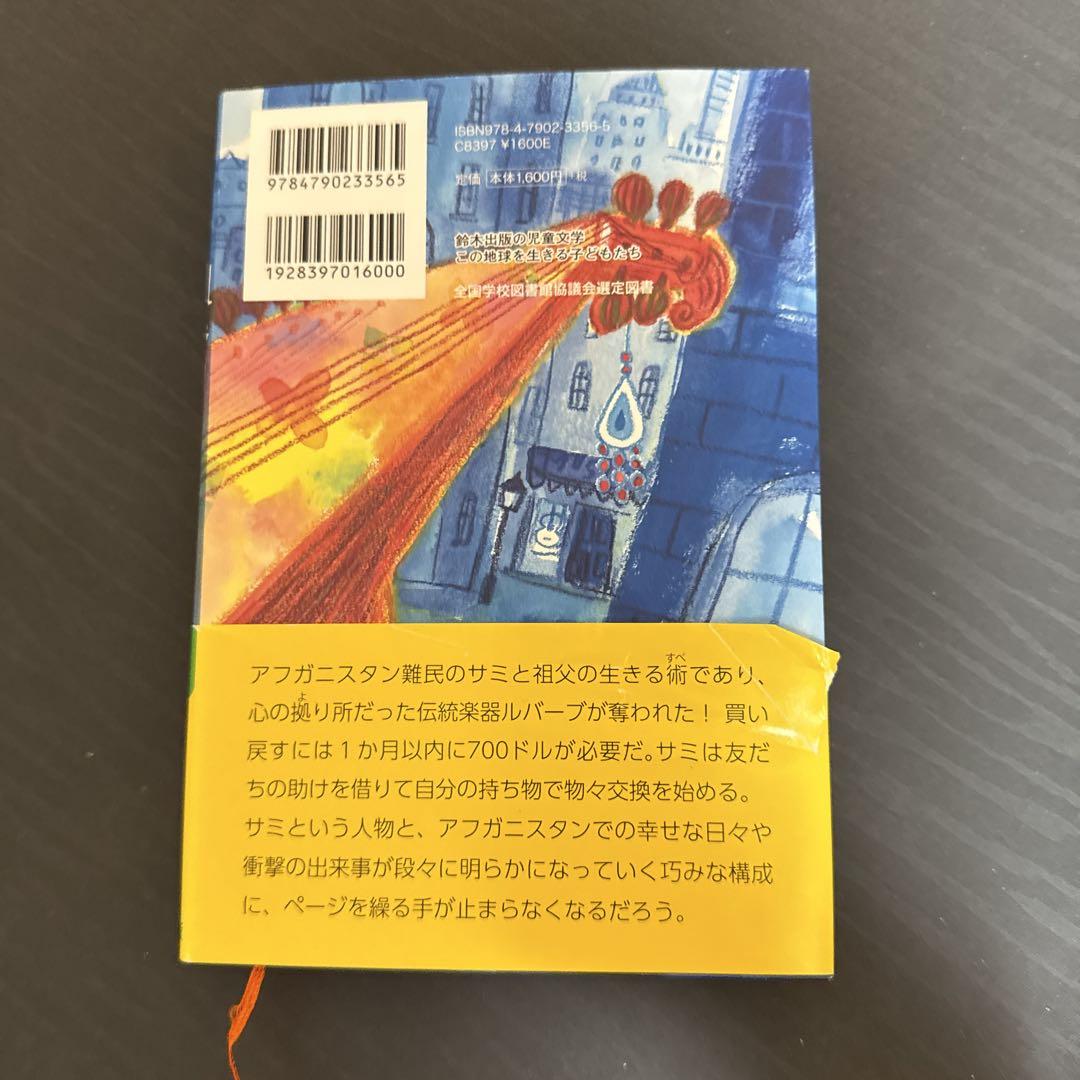 9784790233565
1928397016000
ISBN978-4-7902-3356-5
C8397 ¥1600E
定価 本体1,600円+税
鈴木出版の児童文学
この地球を生きる子どもたち
全国学校図書館協議会選定図書
アフガニスタン難民のサミと祖父の生きる術であり、
すべ
心の拠り所だった伝統楽器ルバーブが奪われた! 買い
よ
戻すには1か月以内に700ドルが必要だ。サミは友だ
ちの助けを借りて自分の持ち物で物々交換を始める。
サミという人物と、アフガニスタンでの幸せな日々や
衝撃の出来事が段々に明らかになっていく巧みな構成
に、ページを繰る手が止まらなくなるだろう。